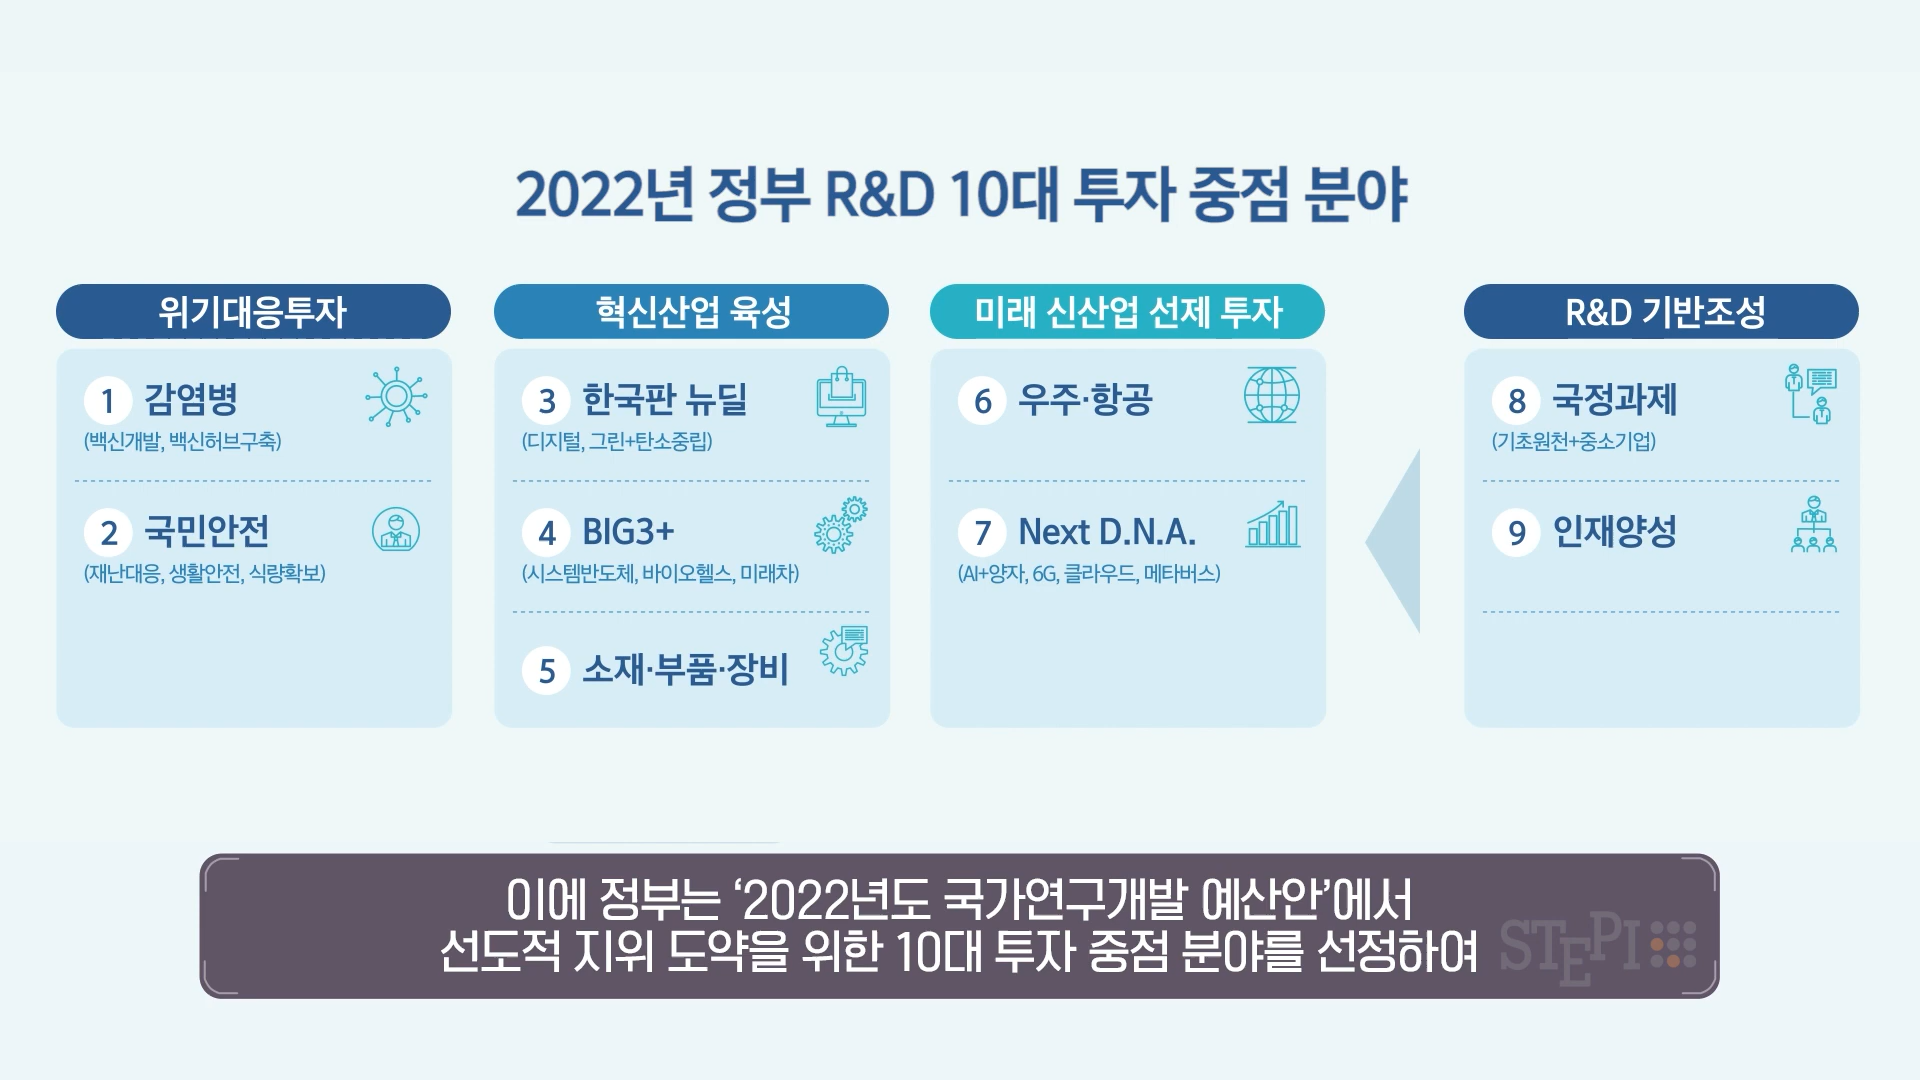 2022년 정부 R&D 10대 투자 중점 분야
위기대응투자
1 감염병
(백신개발, 백신허브구축)
2 국민안전
(재난대응, 생활안전, 식량확보)
혁신산업 육성
3 한국판 뉴딜
(디지털, 그린+탄소중립)
4 BIG3+
(시스템반도체, 바이오헬스, 미래차)
5 소재·부품·장비
미래 신산업 선제 투자
6 우주·항공
7 Next D.N.A.
(AI+양자, 6G, 클라우드, 메타버스)
R&D 기반조성
8 국정과제
(기초원천+중소기업)
9 인재양성
이에 정부는 ‘2022년도 국가연구개발 예산안’에서
선도적 지위 도약을 위한 10대 투자 중점 분야를 선정하여
STEPI